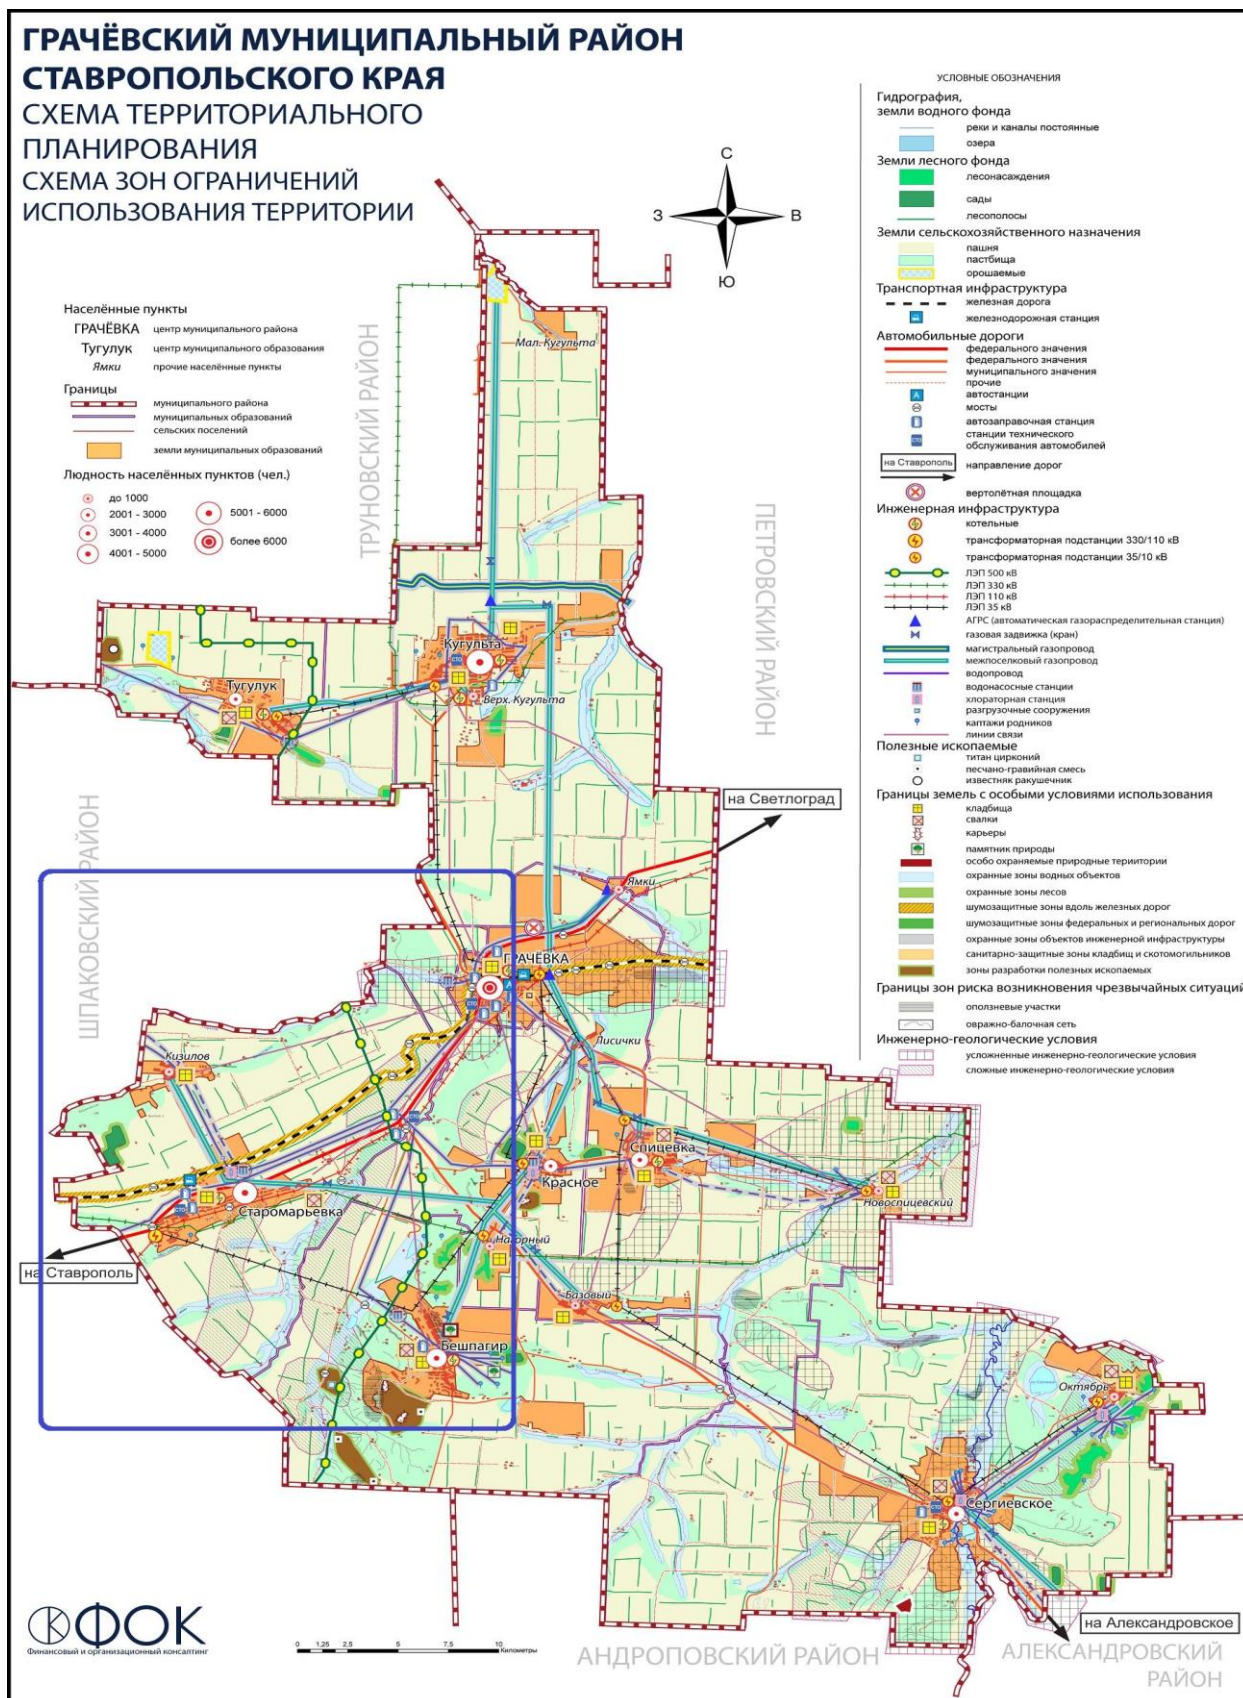 ГРАЧЁВСКИЙ МУНИЦИПАЛЬНЫЙ РАЙОН
СТАВРОПОЛЬСКОГО КРАЯ
СХЕМА ТЕРРИТОРИАЛЬНОГО
ПЛАНИРОВАНИЯ
СХЕМА ЗОН ОГРАНИЧЕНИЙ
ИСПОЛЬЗОВАНИЯ ТЕРРИТОРИИ
С
З
В
Ю
Населённые пункты
ГРАЧЁВКА центр муниципального района
Тугулук центр муниципального образования
Ямки прочие населённые пункты
Границы
муниципального района
муниципальных образований
сельских поселений
земли муниципальных образований
Людность населённых пунктов (чел.)
до 1000
2001 - 3000
3001 - 4000
4001 - 5000
5001 - 6000
более 6000
УСЛОВНЫЕ ОБОЗНАЧЕНИЯ
Гидрография,
земли водного фонда
реки и каналы постоянные
озера
Земли лесного фонда
лесонасаждения
сады
лесополосы
Земли сельскохозяйственного назначения
пашня
пастбища
орошаемые
Транспортная инфраструктура
железная дорога
железнодорожная станция
Автомобильные дороги
федерального значения
федерального значения
муниципального значения
прочие
А автостанции
мосты
автозаправочная станция
СТО станции технического
обслуживания автомобилей
на Ставрополь направление дорог
вертолётная площадка
Инженерная инфраструктура
котельные
трансформаторная подстанции 330/110 кВ
трансформаторная подстанции 35/10 кВ
ЛЭП 500 кВ
ЛЭП 330 кВ
ЛЭП 110 кВ
ЛЭП 35 кВ
АГРС (автоматическая газораспределительная станция)
газовая задвижка (кран)
магистральный газопровод
межпоселковый газопровод
водопровод
водонасосные станции
хлораторная станция
разгрузочные сооружения
каптажи родников
линии связи
Полезные ископаемые
титан цирконий
песчано-гравийная смесь
известняк ракушечник
Границы земель с особыми условиями использования
кладбища
свалки
карьеры
памятник природы
особо охраняемые природные териитории
охранные зоны водных объектов
охранные зоны лесов
шумозащитные зоны вдоль железных дорог
шумозащитные зоны федеральных и региональных дорог
охранные зоны объектов инженерной инфраструктуры
санитарно-защитные зоны кладбищ и скотомогильников
зоны разработки полезных ископаемых
Границы зон риска возникновения чрезвычайных ситуаций
оползневые участки
овражно-балочная сеть
Инженерно-геологические условия
усложненные инженерно-геологические условия
сложные инженерно-геологические условия
ТРУНОВСКИЙ РАЙОН
ПЕТРОВСКИЙ РАЙОН
ШПАКОВСКИЙ РАЙОН
Мал. Кугульта
Кугульта
СТО
Верх. Кугульта
Тугулук
на Светлоград
Ямки
ГРАЧЁВКА
А
СТО
Лисички
Кизилов
Спицевка
Красное
Новоспицевский
Старомарьевка
СТО
Нагорный
на Ставрополь
Базовый
Бешпагир
Октябрь
Сергиевское
СТО
на Александровское
АНДРОПОВСКИЙ РАЙОН
АЛЕКСАНДРОВСКИЙ
РАЙОН
ФОК
Финансовый и организационный консалтинг
0 1,25 2,5 5 7,5 10
Километры